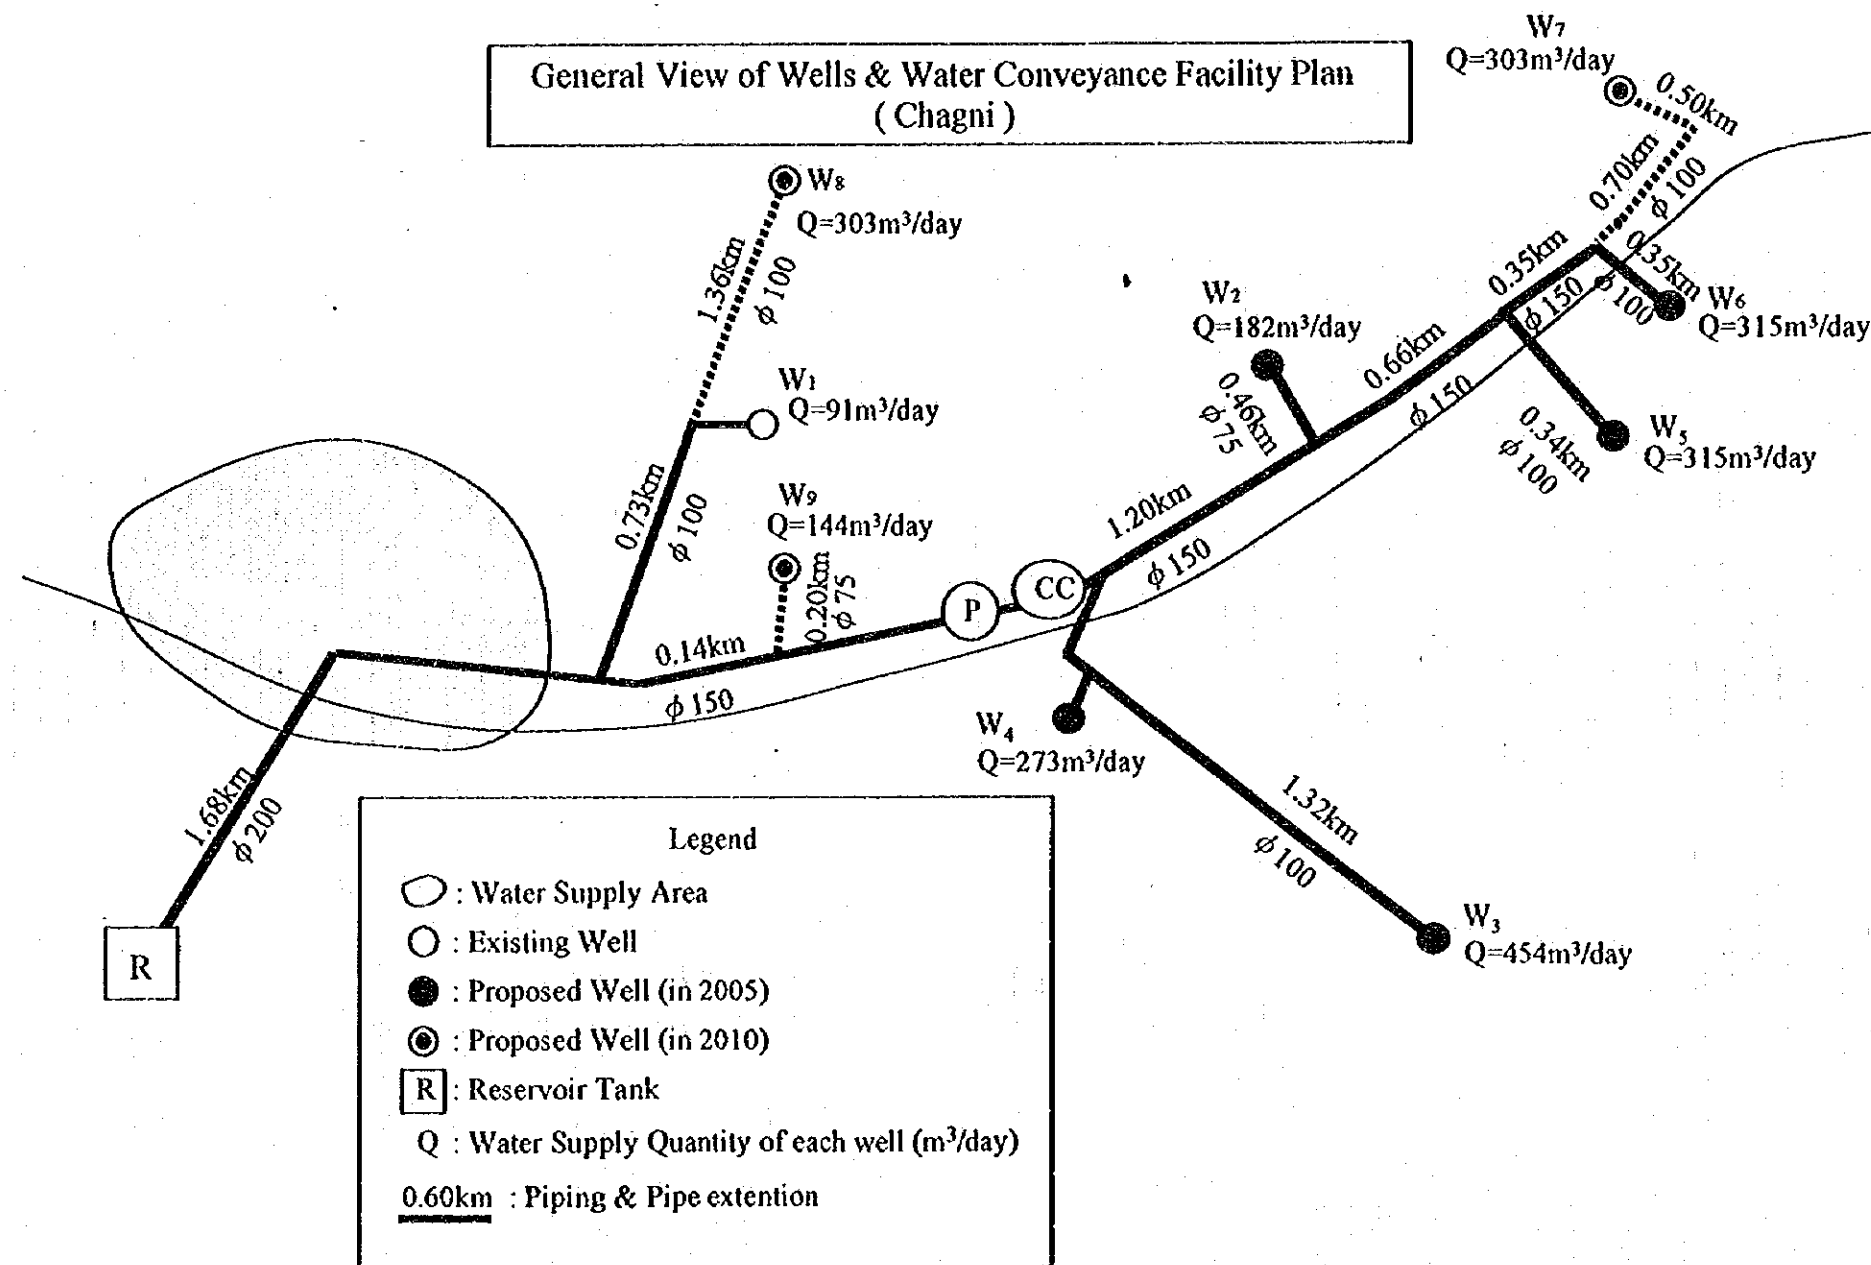 General View of Wells & Water Conveyance Facility Plan
( Chagni )
W7
Q=303m³/day
0.50km
0.70km
ϕ 100
W8
Q=303m³/day
1.36km
ϕ 100
0.35km
ϕ 150
0.35km
ϕ 100
W6
Q=315m³/day
W2
Q=182m³/day
0.46km
ϕ 75
0.66km
ϕ 150
0.34km
ϕ 100
W5
Q=315m³/day
W1
Q=91m³/day
0.73km
ϕ 100
W9
Q=144m³/day
0.20km
ϕ 75
1.20km
ϕ 150
P
CC
0.14km
ϕ 150
W4
Q=273m³/day
1.32km
ϕ 100
W3
Q=454m³/day
1.68km
ϕ 200
R
Legend
: Water Supply Area
: Existing Well
: Proposed Well (in 2005)
: Proposed Well (in 2010)
R : Reservoir Tank
Q : Water Supply Quantity of each well (m³/day)
0.60km : Piping & Pipe extention